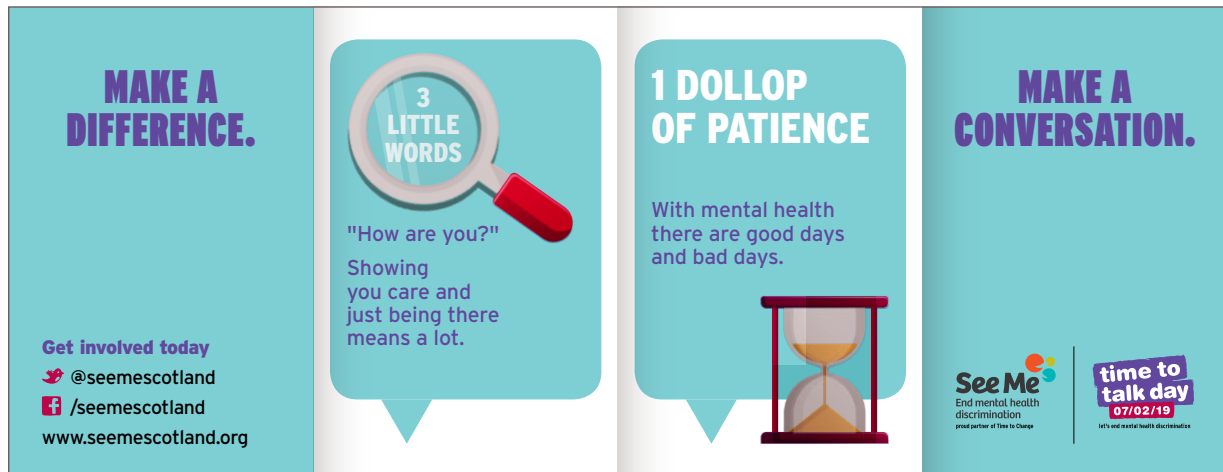 MAKE A
DIFFERENCE.
Get involved today
@seemescotland
/seemescotland
www.seemescotland.org
3
LITTLE
WORDS
"How are you?"
Showing
you care and
just being there
means a lot.
1 DOLLOP
OF PATIENCE
With mental health
there are good days
and bad days.
MAKE A
CONVERSATION.
See Me
End mental health
discrimination
proud partner of Time to Change
time to
talk day
07/02/19
let's end mental health discrimination